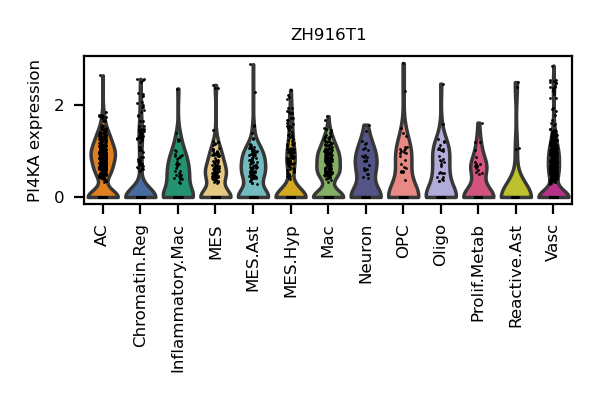 ZH916T1
PI4KA expression
2
0
AC
Chromatin.Reg
Inflammatory.Mac
MES
MES.Ast
MES.Hyp
Mac
Neuron
OPC
Oligo
Prolif.Metab
Reactive.Ast
Vasc